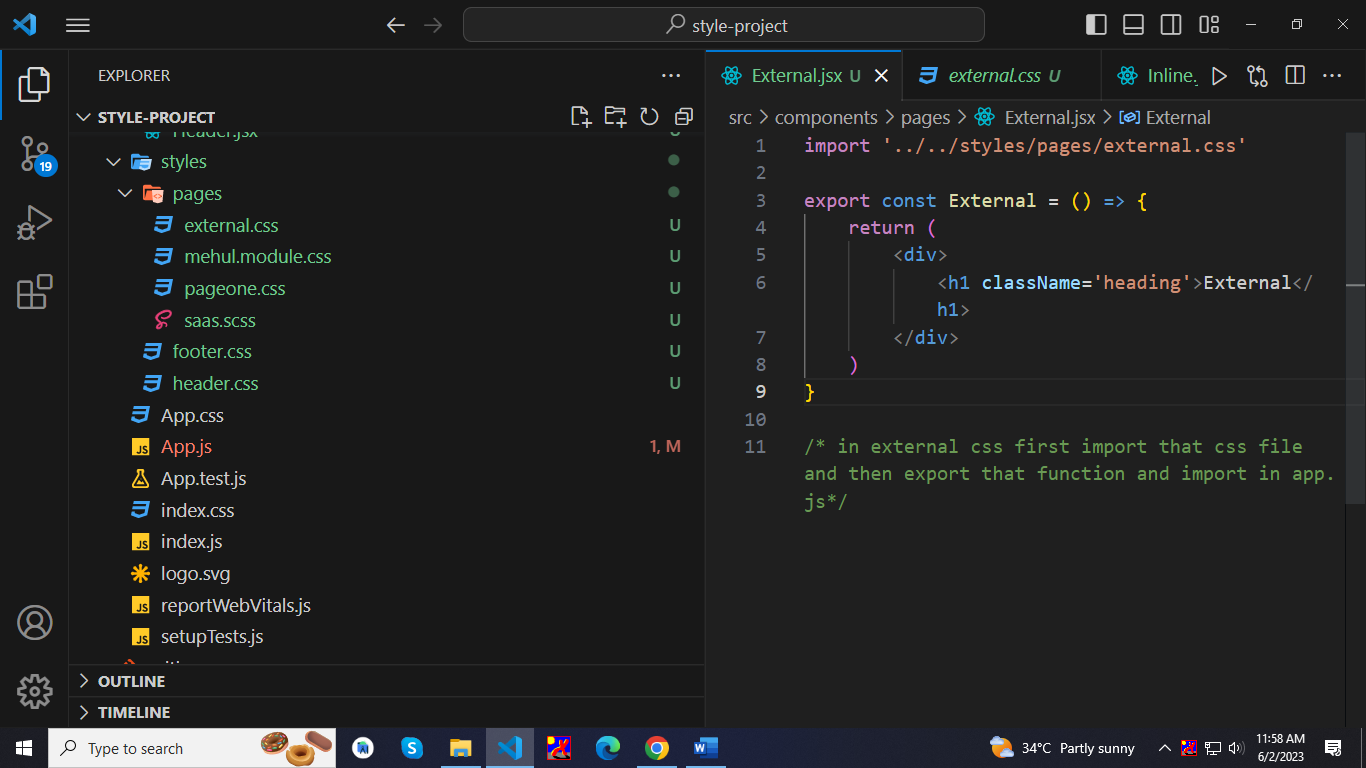 style-project
EXPLORER
External.jsx U
external.css U
Inline.
STYLE-PROJECT
src > components > pages > External.jsx > External
Header.jsx
styles
pages
external.css U
mehul.module.css U
pageone.css U
saas.scss U
footer.css U
header.css U
App.css
App.js 1, M
App.test.js
index.css
index.js
logo.svg
reportWebVitals.js
setupTests.js
OUTLINE
TIMELINE
19
1 import '../../styles/pages/external.css'
2
3 export const External = () => {
4 return (
5 <div>
6 <h1 className='heading'>External</
h1>
7 </div>
8 )
9 }
10
11 /* in external css first import that css file
and then export that function and import in app.
js*/
Type to search
34°C Partly sunny
11:58 AM
6/2/2023